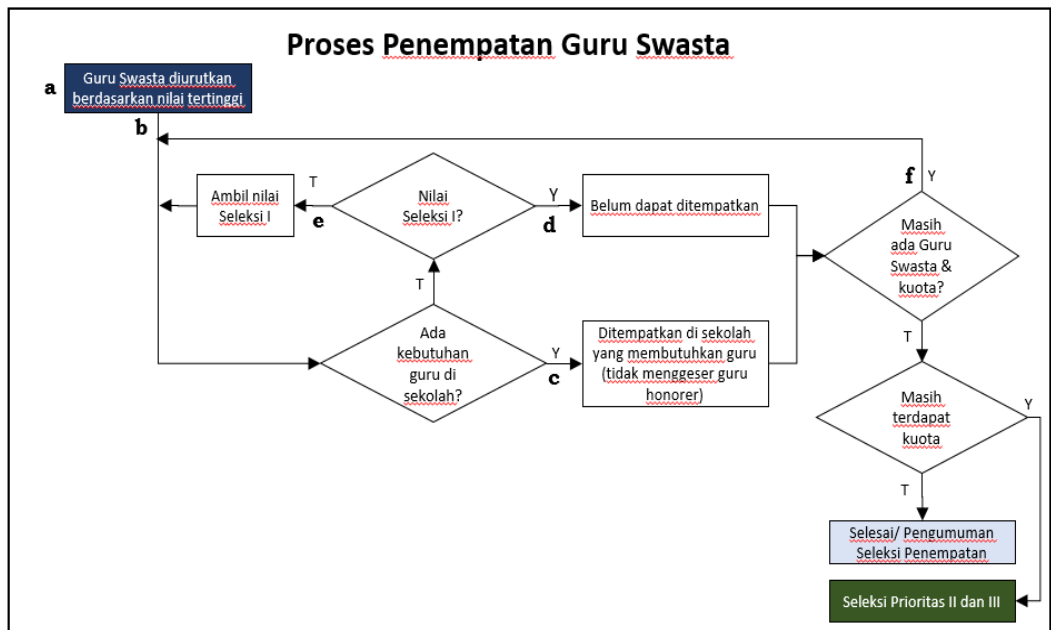 Proses Penempatan Guru Swasta
a
Guru Swasta diurutkan
berdasarkan nilai tertinggi
b
Ambil nilai
Seleksi I
T
e
Nilai
Seleksi I?
Y
d
Belum dapat ditempatkan
f
Y
Masih
ada Guru
Swasta &
kuota?
T
Ada
kebutuhan
guru di
sekolah?
Y
c
Ditempatkan di sekolah
yang membutuhkan guru
(tidak menggeser guru
honorer)
T
Masih
terdapat
kuota
Y
T
Selesai/ Pengumuman
Seleksi Penempatan
Seleksi Prioritas II dan III